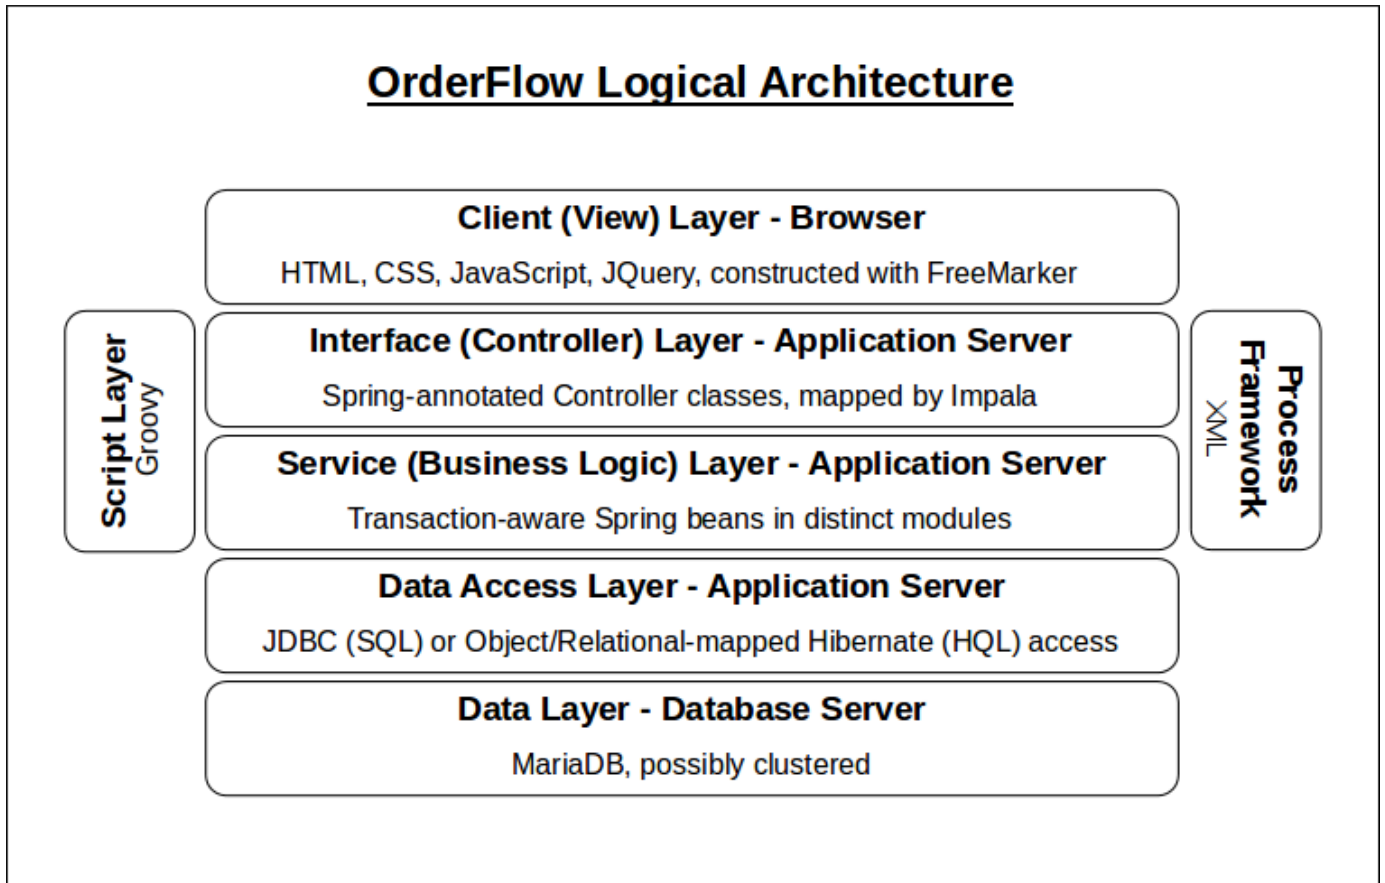 OrderFlow Logical Architecture
Client (View) Layer - Browser
HTML, CSS, JavaScript, JQuery, constructed with FreeMarker
Script Layer
Groovy
Interface (Controller) Layer - Application Server
Spring-annotated Controller classes, mapped by Impala
Service (Business Logic) Layer - Application Server
Transaction-aware Spring beans in distinct modules
Process
Framework
XML
Data Access Layer - Application Server
JDBC (SQL) or Object/Relational-mapped Hibernate (HQL) access
Data Layer - Database Server
MariaDB, possibly clustered